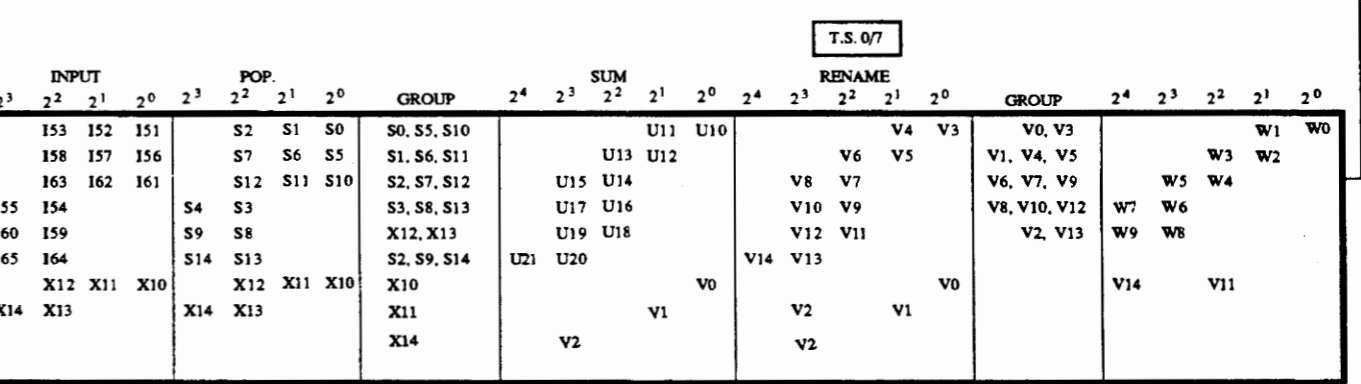 T.S. 0/7
INPUT POP. SUM RENAME
2³ 2² 2¹ 2⁰ 2³ 2² 2¹ 2⁰ GROUP 2⁴ 2³ 2² 2¹ 2⁰ 2⁴ 2³ 2² 2¹ 2⁰ GROUP 2⁴ 2³ 2² 2¹ 2⁰
I53 I52 I51 S2 S1 S0 S0, S5, S10 U11 U10 V4 V3 V0, V3 W1 W0
I58 I57 I56 S7 S6 S5 S1, S6, S11 U13 U12 V6 V5 V1, V4, V5 W3 W2
I63 I62 I61 S12 S11 S10 S2, S7, S12 U15 U14 V8 V7 V6, V7, V9 W5 W4
55 I54 S4 S3 S3, S8, S13 U17 U16 V10 V9 V8, V10, V12 W7 W6
60 I59 S9 S8 X12, X13 U19 U18 V12 V11 V2, V13 W9 W8
65 I64 S14 S13 S2, S9, S14 U21 U20 V14 V13
X12 X11 X10 X12 X11 X10 X10 V0 V0 V14 V11
X14 X13 X14 X13 X11 V1 V2 V1
X14 V2 V2